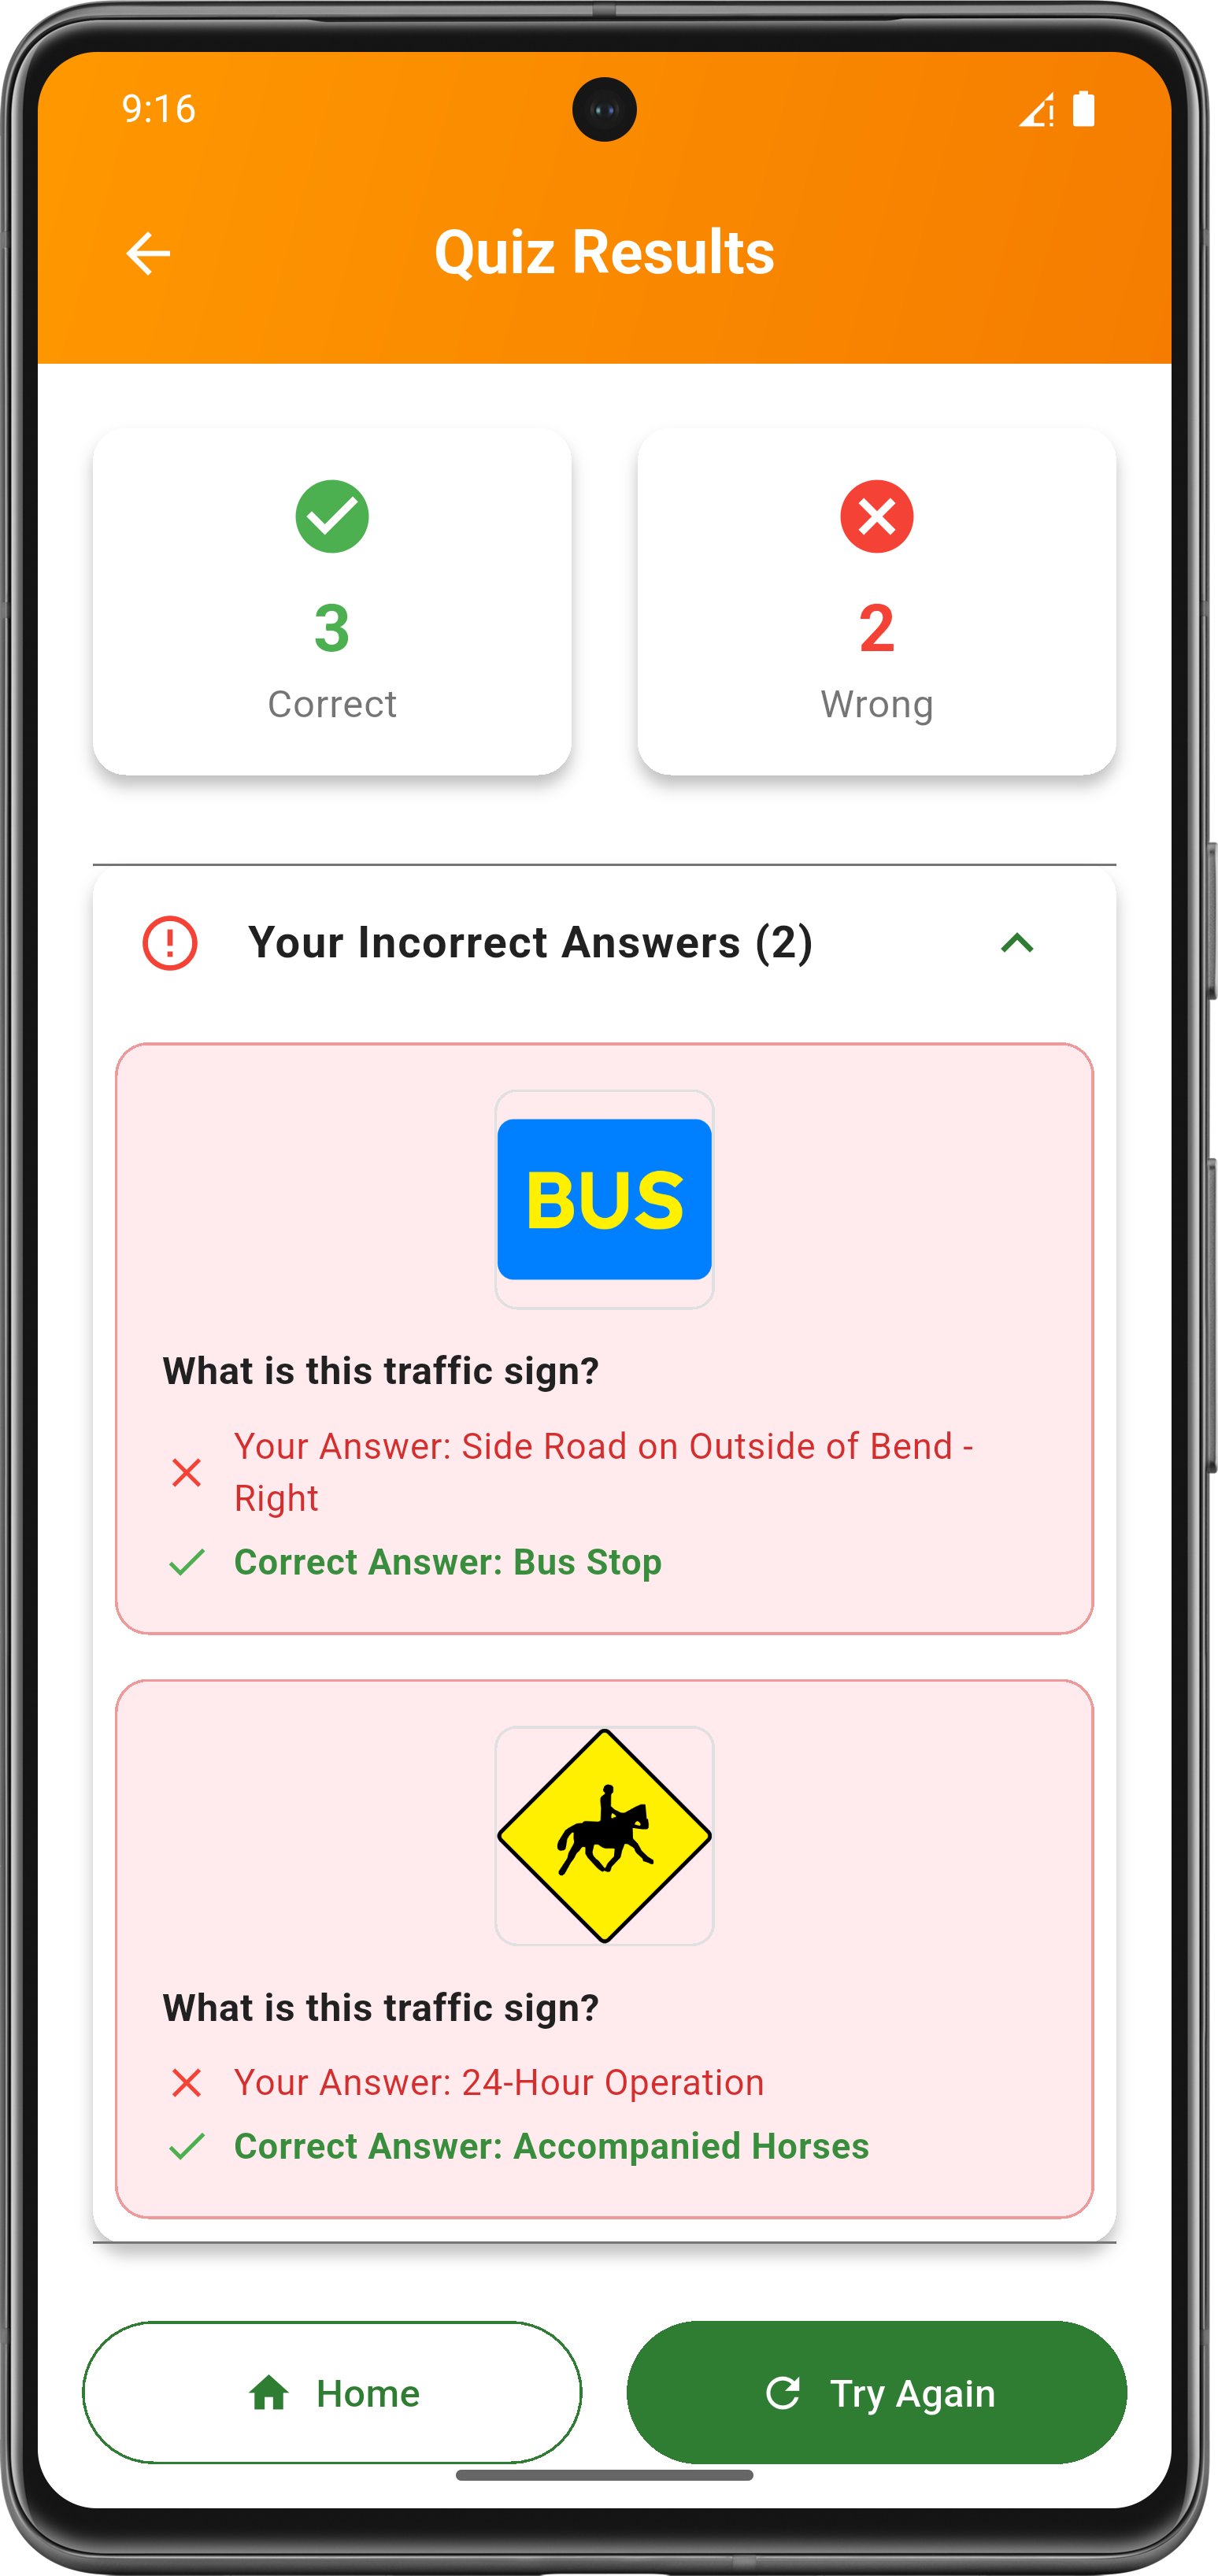 9:16
Quiz Results
3
Correct
2
Wrong
Your Incorrect Answers (2)
BUS
What is this traffic sign?
Your Answer: Side Road on Outside of Bend -
Right
Correct Answer: Bus Stop
What is this traffic sign?
Your Answer: 24-Hour Operation
Correct Answer: Accompanied Horses
Home
Try Again